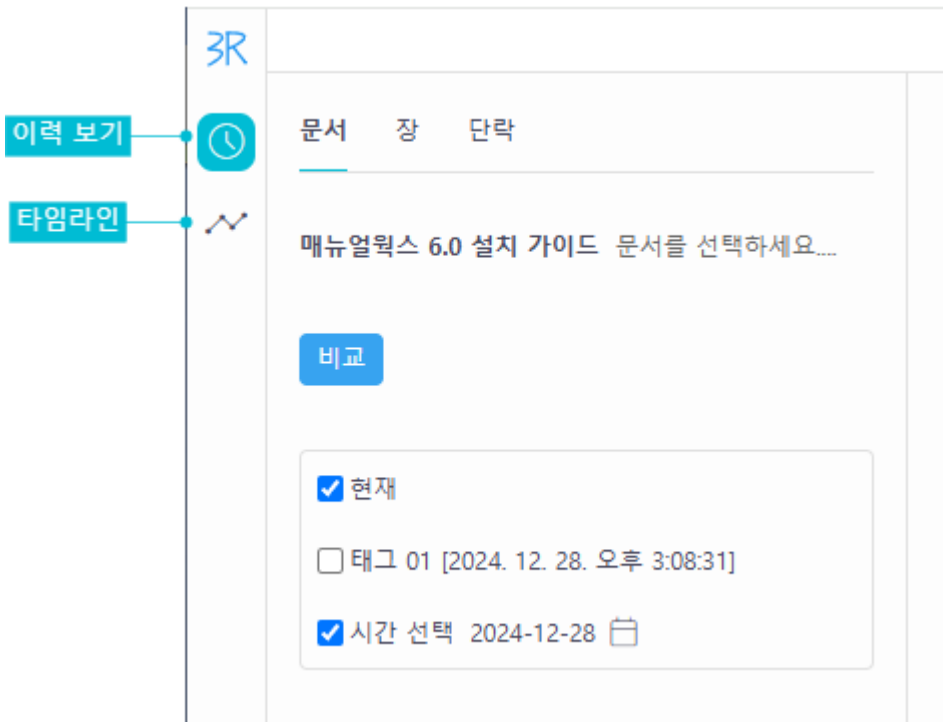 3R
이력 보기
문서 장 단락
타임라인
매뉴얼웍스 6.0 설치 가이드 문서를 선택하세요....
비교
현재
태그 01 [2024. 12. 28. 오후 3:08:31]
시간 선택 2024-12-28